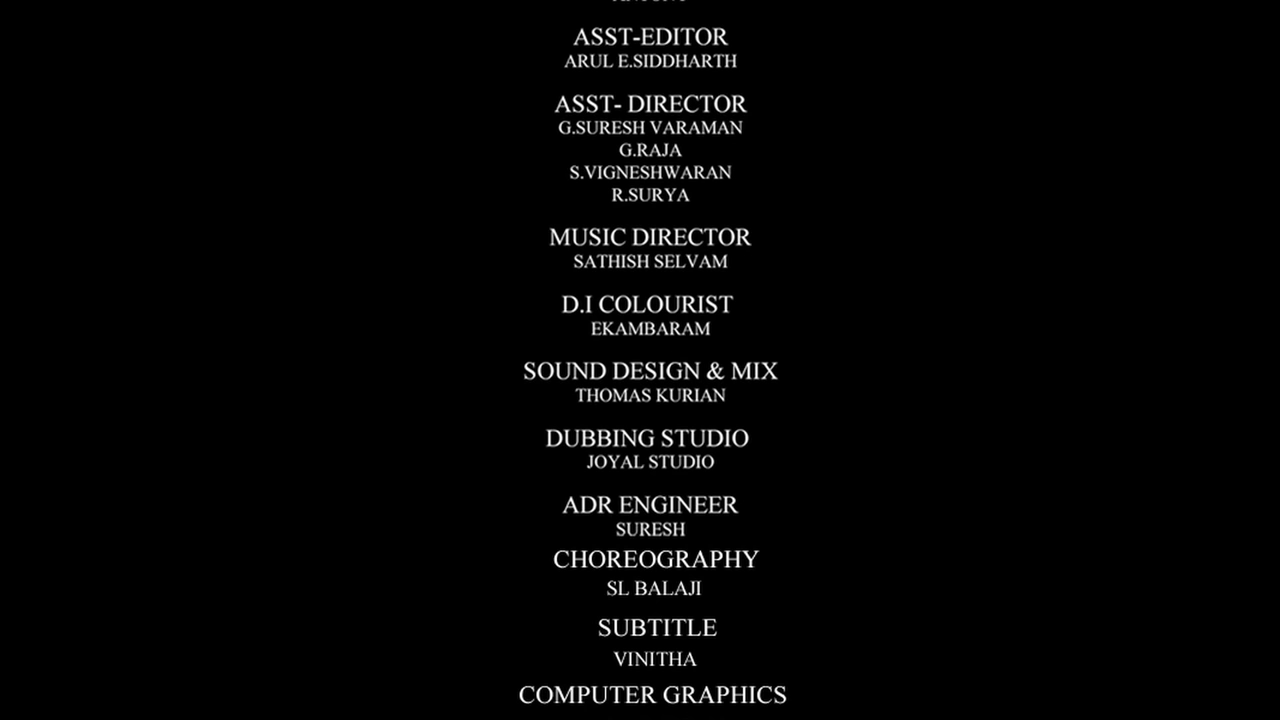 ASST-EDITOR
ARUL E.SIDDHARTH
ASST- DIRECTOR
G.SURESH VARAMAN
G.RAJA
S.VIGNESHWARAN
R.SURYA
MUSIC DIRECTOR
SATHISH SELVAM
D.I COLOURIST
EKAMBARAM
SOUND DESIGN & MIX
THOMAS KURIAN
DUBBING STUDIO
JOYAL STUDIO
ADR ENGINEER
SURESH
CHOREOGRAPHY
SL BALAJI
SUBTITLE
VINITHA
COMPUTER GRAPHICS